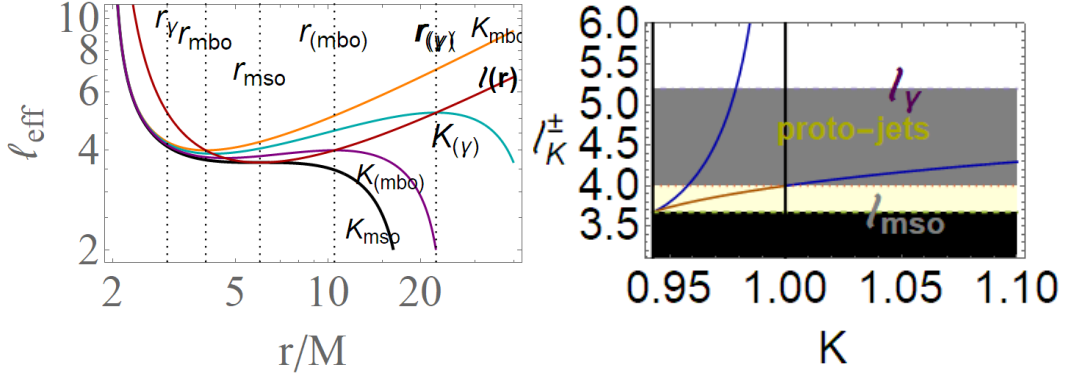 10
8
6
4
2
ℓeff
rγ
rmbo
rmso
r(mbo)
r(γ)
Kmbo
l(r)
K(γ)
K(mbo)
Kmso
2
5
10
20
r/M
6.0
5.5
5.0
4.5
4.0
3.5
l±K
lγ
proto-jets
lmso
0.95
1.00
1.05
1.10
K